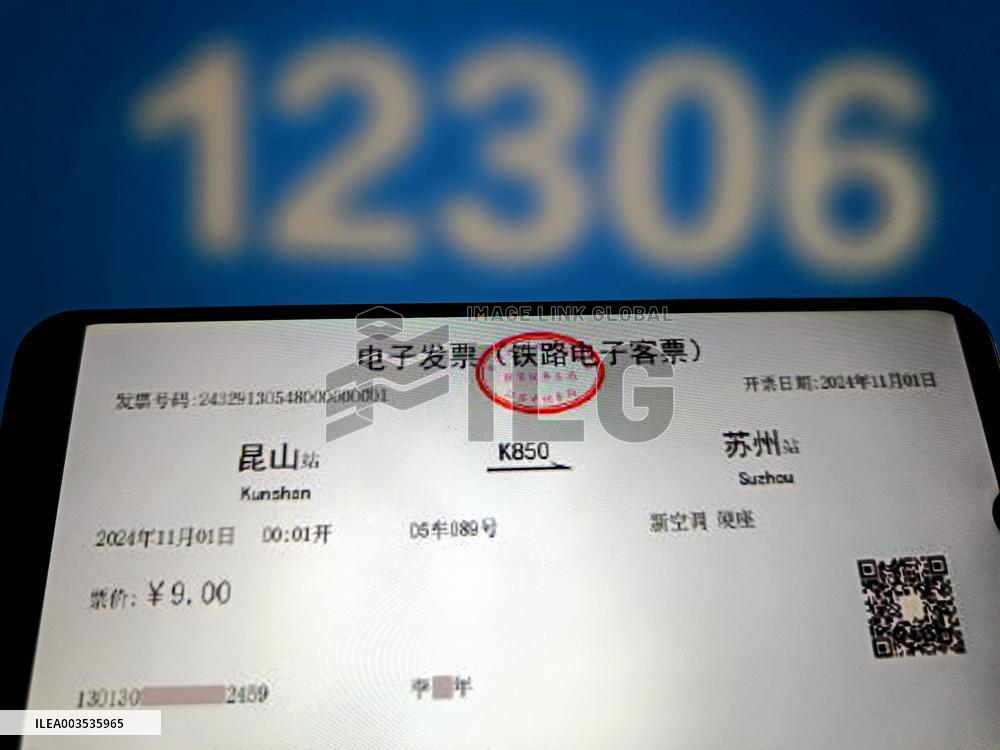 12306
IMAGE LINK GLOBAL
ILG
电子发票（铁路电子客票）
发票号码:24329130548000000001
开票日期:2024年11月01日
昆山站
K850
苏州站
Kunshan
Suzhou
2024年11月01日 00:01开 05车089号 新空调 硬座
票价:￥9.00
130130 2459 李 年
ILEA003535965